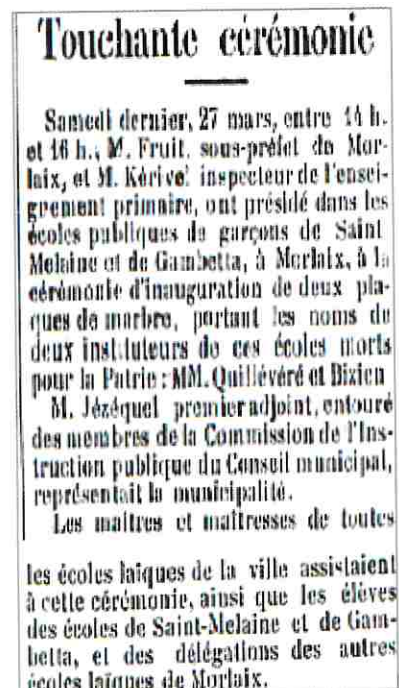 Touchante cérémonie
Samedi dernier, 27 mars, entre 14 h.
et 16 h., M. Fruit, sous-préfet de Mor-
laix, et M. Kérivel inspecteur de l'ensei-
gnement primaire, ont présidé dans les
écoles publiques de garçons de Saint
Melaine et de Gambetta, à Morlaix, à la
cérémonie d'inauguration de deux pla-
ques de marbre, portant les noms de
deux instituteurs de ces écoles morts
pour la Patrie : MM. Quillévéré et Bizien
M. Jézéquel premier adjoint, entouré
des membres de la Commission de l'Ins-
truction publique du Conseil municipal,
représentait la municipalité.
Les maîtres et maîtresses de toutes
les écoles laïques de la ville assistaient
à cette cérémonie, ainsi que les élèves
des écoles de Saint-Melaine et de Gam-
betta, et des délégations des autres
écoles laïques de Morlaix.